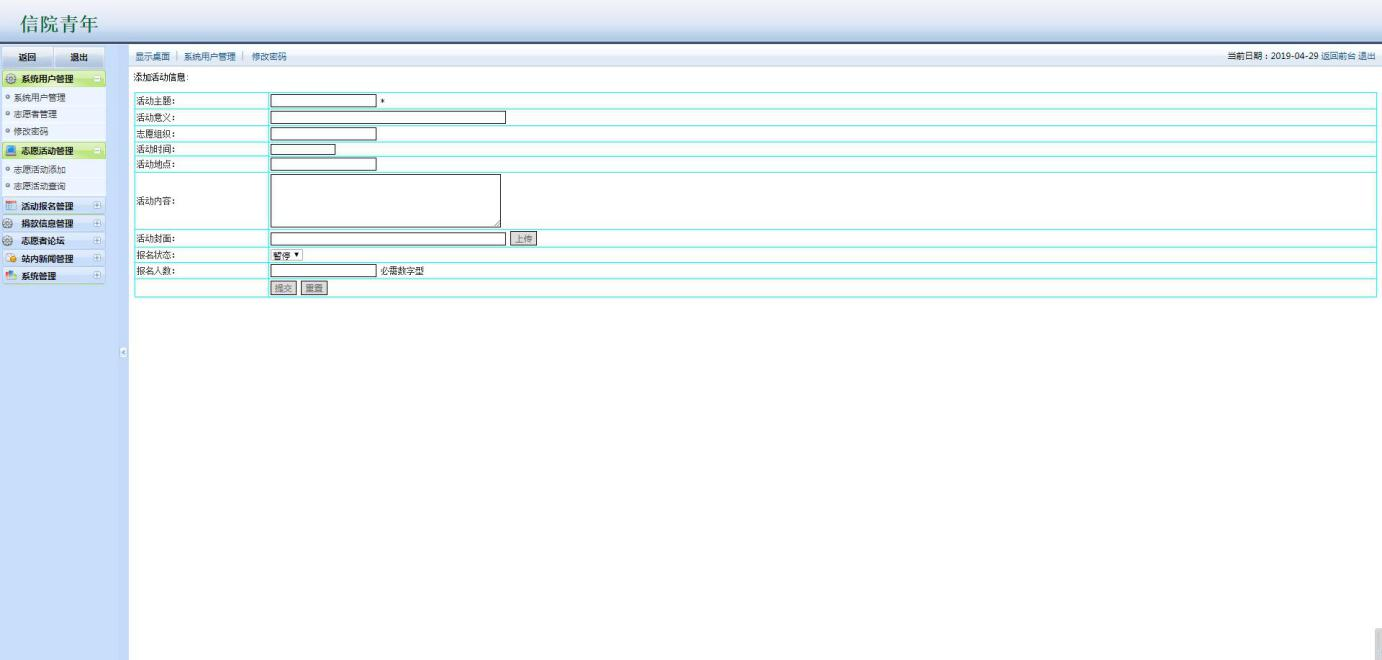 信院青年
返回 退出
显示桌面 | 系统用户管理 | 修改密码
当前日期：2019-04-29 返回前台 退出
系统用户管理
系统用户管理
志愿者管理
修改密码
志愿活动管理
志愿活动添加
志愿活动查询
活动报名管理
捐款信息管理
志愿者论坛
站内新闻管理
系统管理
添加活动信息:
活动主题: *
活动意义:
志愿组织:
活动时间:
活动地点:
活动内容:
活动封面: 上传
报名状态: 暂停
报名人数: 必需数字型
提交 重置